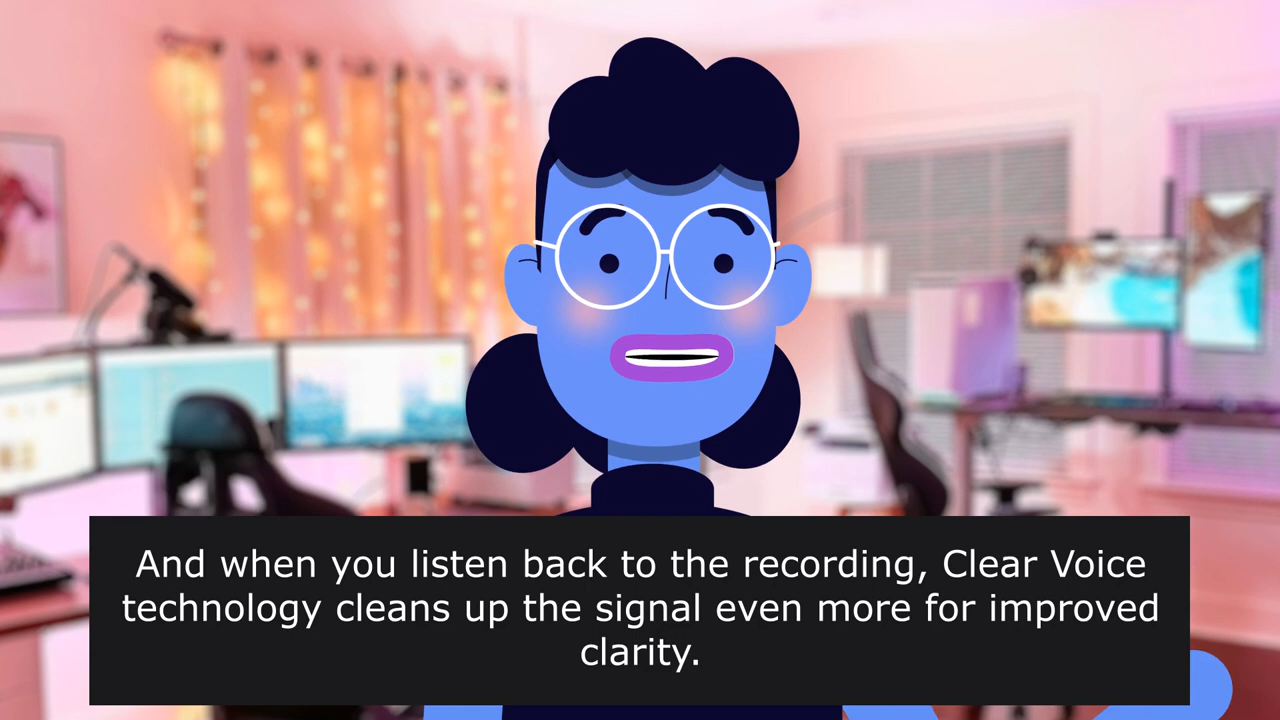 And when you listen back to the recording, Clear Voice
technology cleans up the signal even more for improved
clarity.